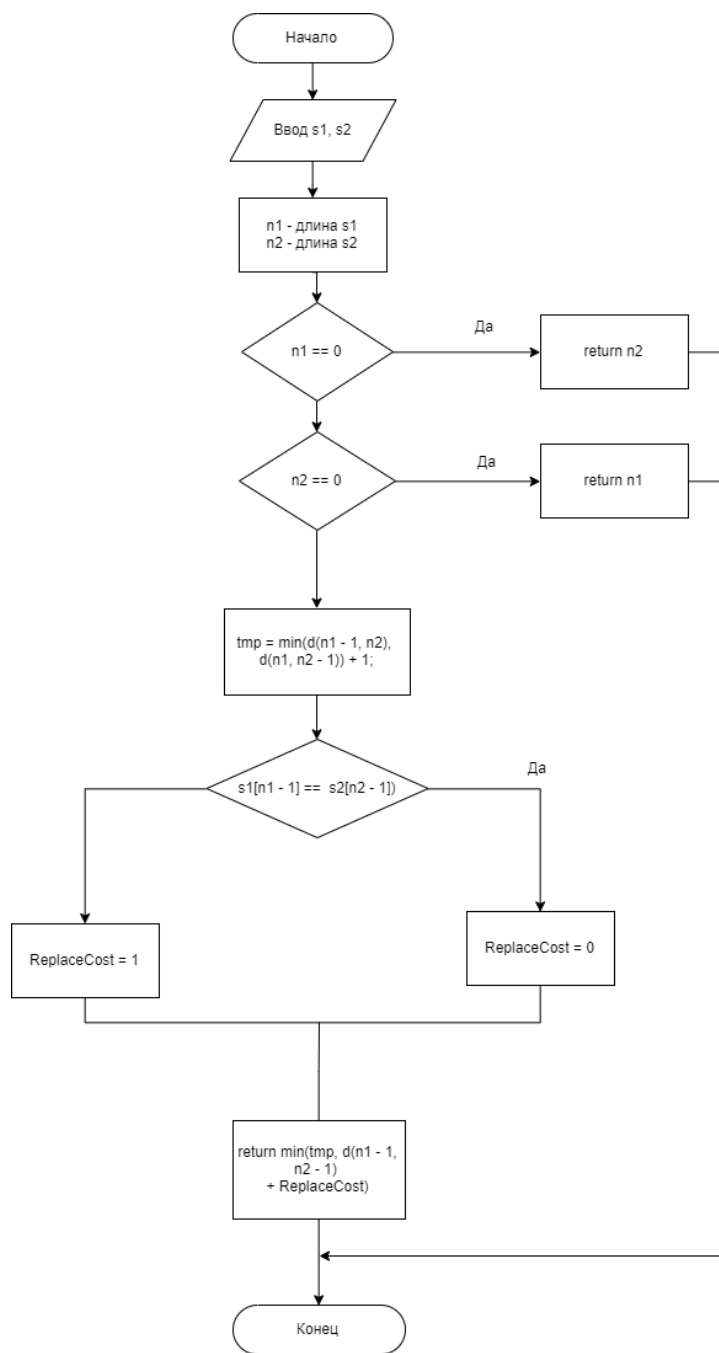 Начало
Ввод s1, s2
n1 - длина s1
n2 - длина s2
n1 == 0
Да
return n2
n2 == 0
Да
return n1
tmp = min(d(n1 - 1, n2),
d(n1, n2 - 1)) + 1;
s1[n1 - 1] == s2[n2 - 1])
Да
ReplaceCost = 1
ReplaceCost = 0
return min(tmp, d(n1 - 1,
n2 - 1)
+ ReplaceCost)
Конец